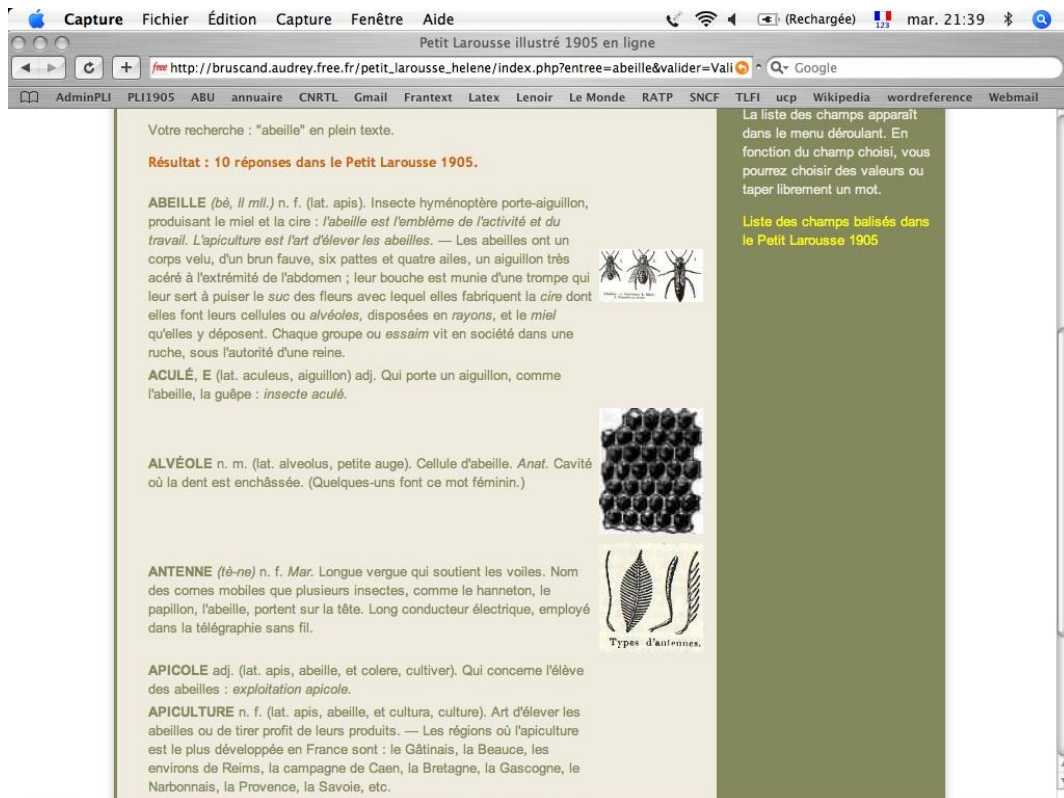 Capture Fichier Édition Capture Fenêtre Aide (Rechargée) 123 mar. 21:39
Petit Larousse illustré 1905 en ligne
free http://bruscand.audrey.free.fr/petit_larousse_helene/index.php?entree=abeille&valider=Vali Google
AdminPLI PLI1905 ABU annuaire CNRTL Gmail Frantext Latex Lenoir Le Monde RATP SNCF TLFI ucp Wikipedia wordreference Webmail
Votre recherche : "abeille" en plein texte.
Résultat : 10 réponses dans le Petit Larousse 1905.
ABEILLE (bè, ll mll.) n. f. (lat. apis). Insecte hyménoptère porte-aiguillon,
produisant le miel et la cire : l'abeille est l'emblème de l'activité et du
travail. L'apiculture est l'art d'élever les abeilles. — Les abeilles ont un
corps velu, d'un brun fauve, six pattes et quatre ailes, un aiguillon très
acéré à l'extrémité de l'abdomen ; leur bouche est munie d'une trompe qui
leur sert à puiser le suc des fleurs avec lequel elles fabriquent la cire dont
elles font leurs cellules ou alvéoles, disposées en rayons, et le miel
qu'elles y déposent. Chaque groupe ou essaim vit en société dans une
ruche, sous l'autorité d'une reine.
ACULÉ, E (lat. aculeus, aiguillon) adj. Qui porte un aiguillon, comme
l'abeille, la guêpe : insecte aculé.
ALVÉOLE n. m. (lat. alveolus, petite auge). Cellule d'abeille. Anat. Cavité
où la dent est enchâssée. (Quelques-uns font ce mot féminin.)
ANTENNE (tè-ne) n. f. Mar. Longue vergue qui soutient les voiles. Nom
des cornes mobiles que plusieurs insectes, comme le hanneton, le
papillon, l'abeille, portent sur la tête. Long conducteur électrique, employé
dans la télégraphie sans fil.
Types d'antennes.
APICOLE adj. (lat. apis, abeille, et colere, cultiver). Qui concerne l'élève
des abeilles : exploitation apicole.
APICULTURE n. f. (lat. apis, abeille, et cultura, culture). Art d'élever les
abeilles ou de tirer profit de leurs produits. — Les régions où l'apiculture
est le plus développée en France sont : le Gâtinais, la Beauce, les
environs de Reims, la campagne de Caen, la Bretagne, la Gascogne, le
Narbonnais, la Provence, la Savoie, etc.
La liste des champs apparaît
dans le menu déroulant. En
fonction du champ choisi, vous
pourrez choisir des valeurs ou
taper librement un mot.
Liste des champs balisés dans
le Petit Larousse 1905